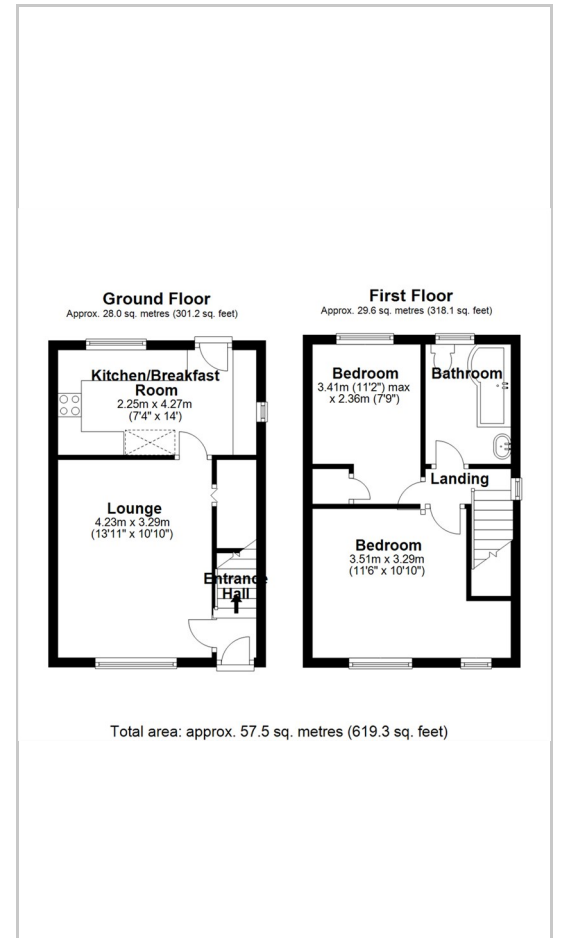 Ground Floor
Approx. 28.0 sq. metres (301.2 sq. feet)
Kitchen/Breakfast
Room
2.25m x 4.27m
(7'4" x 14')
Lounge
4.23m x 3.29m
(13'11" x 10'10")
Entrance
Hall
First Floor
Approx. 29.6 sq. metres (318.1 sq. feet)
Bedroom
3.41m (11'2") max
x 2.36m (7'9")
Bathroom
Landing
Bedroom
3.51m x 3.29m
(11'6" x 10'10")
Total area: approx. 57.5 sq. metres (619.3 sq. feet)